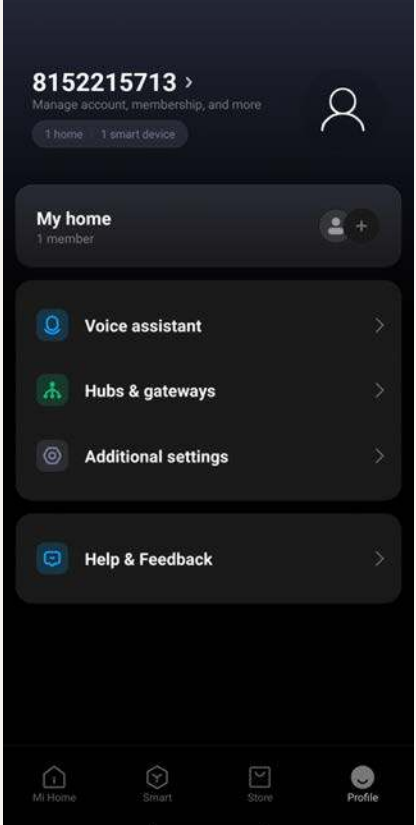 8152215713 >
Manage account, membership, and more
1 home 1 smart device
My home
1 member
Voice assistant
Hubs & gateways
Additional settings
Help & Feedback
Mi Home Smart Store Profile